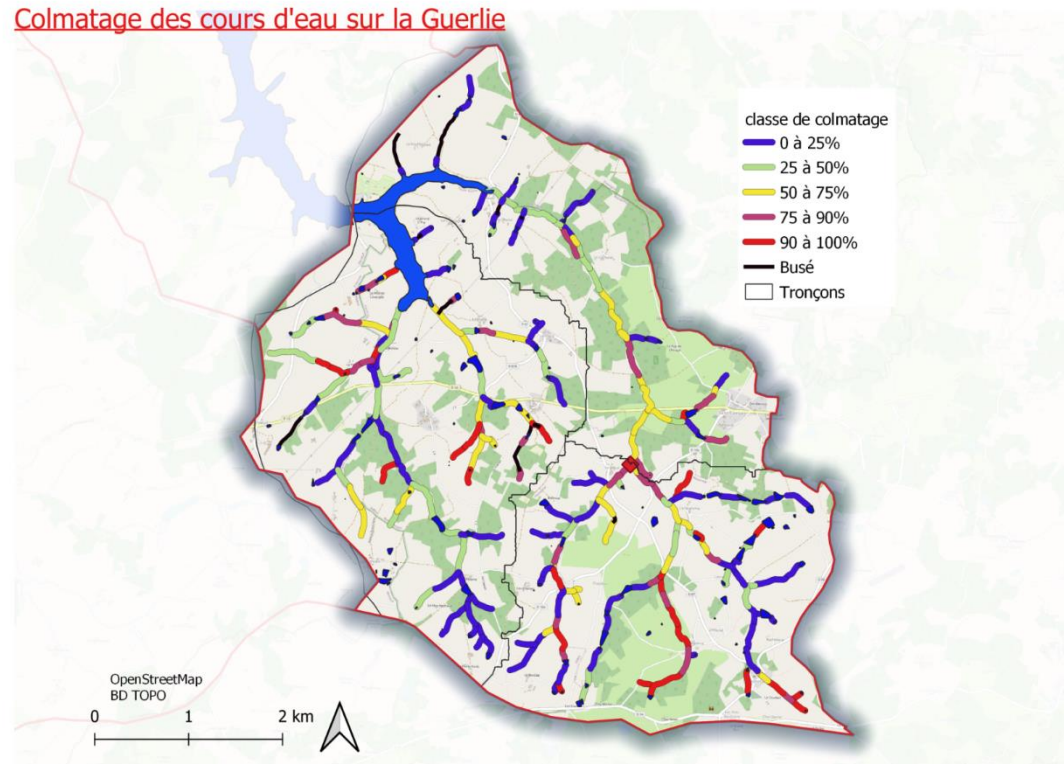 Colmatage des cours d'eau sur la Guerlie
classe de colmatage
0 à 25%
25 à 50%
50 à 75%
75 à 90%
90 à 100%
Busé
Tronçons
OpenStreetMap
BD TOPO
0 1 2 km